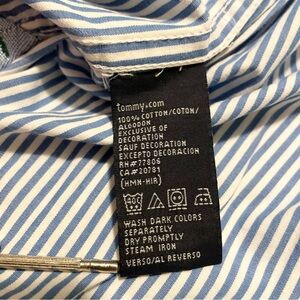 tommy.com
100% COTTON/COTON/
ALGODON
EXCLUSIVE OF
DECORATION
SAUF DECORATION
EXCEPTO DECORACION
RN#77806
CA#20781
(HMN-HIR)
40
WASH DARK COLORS
SEPARATELY
DRY PROMPTLY
STEAM IRON
VERSO/AL REVERSO